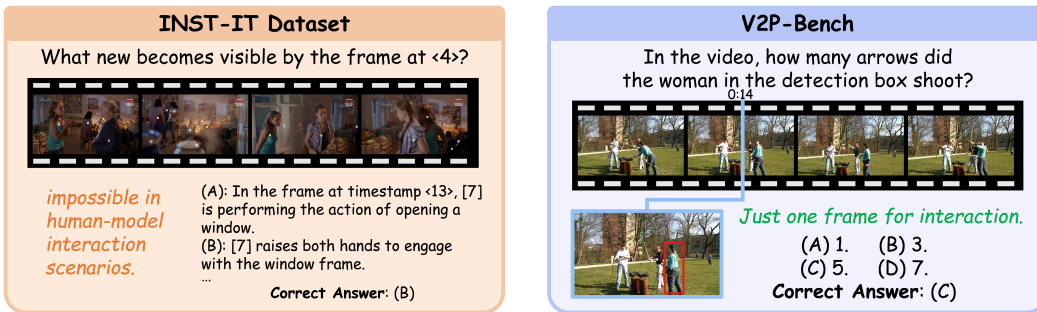 INST-IT Dataset
What new becomes visible by the frame at <4>?
impossible in
human-model
interaction
scenarios.
(A): In the frame at timestamp <13>, [7]
is performing the action of opening a
window.
(B): [7] raises both hands to engage
with the window frame.
...
Correct Answer: (B)
V2P-Bench
In the video, how many arrows did
the woman in the detection box shoot?
0:14
Just one frame for interaction.
(A) 1. (B) 3.
(C) 5. (D) 7.
Correct Answer: (C)